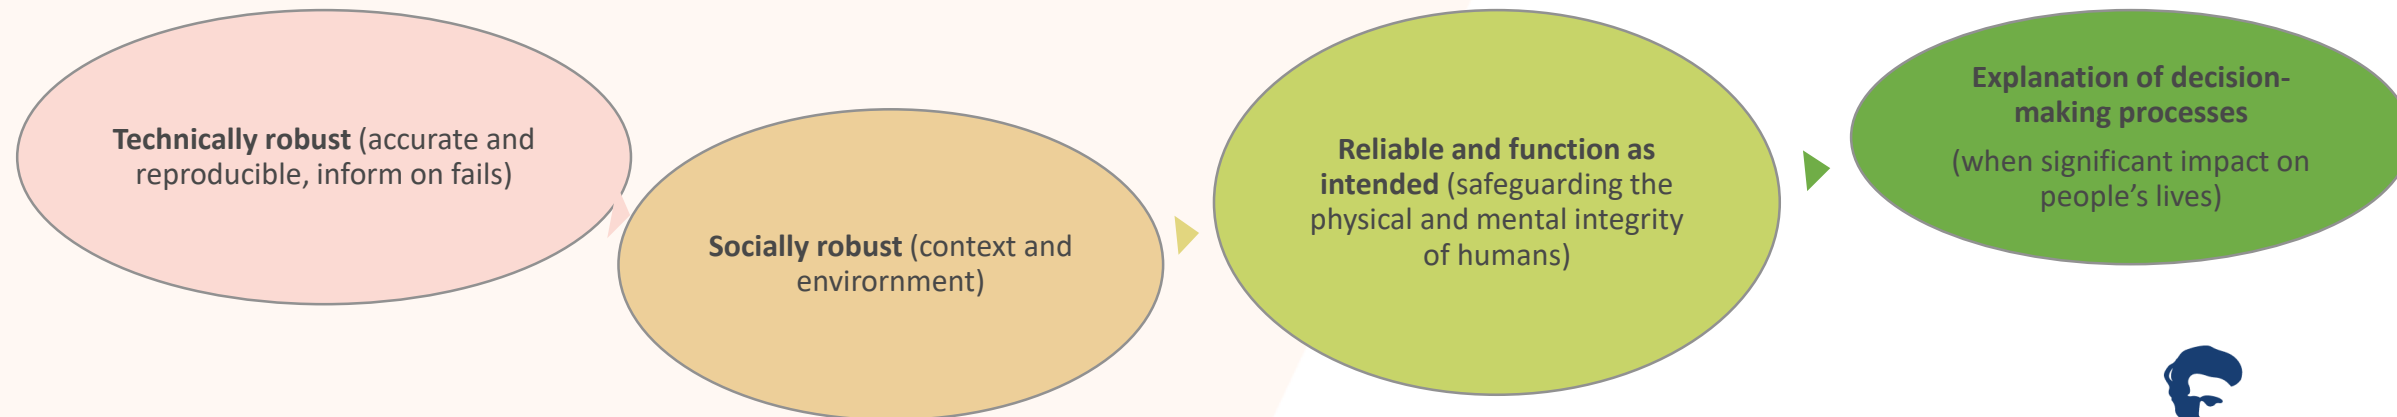 Technically robust (accurate and
reproducible, inform on fails)
Socially robust (context and
envirornment)
Reliable and function as
intended (safeguarding the
physical and mental integrity
of humans)
Explanation of decision-
making processes
(when significant impact on
people’s lives)